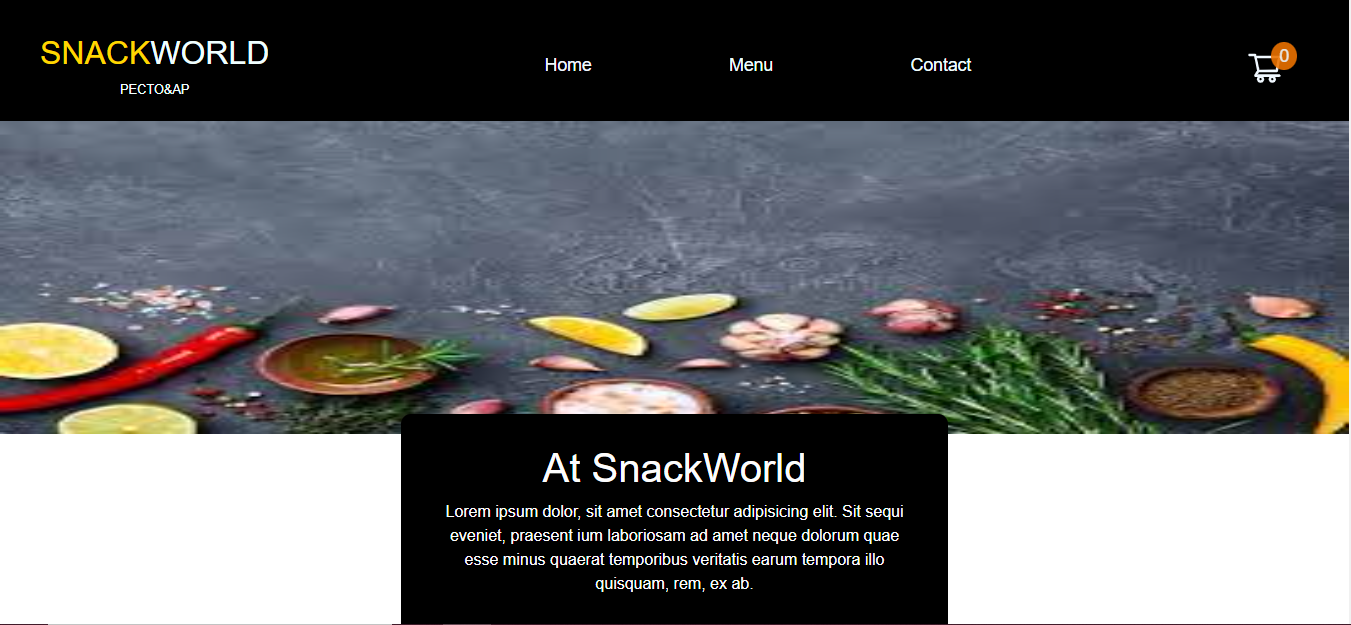 SNACKWORLD
PECTO&AP
Home
Menu
Contact
0
At SnackWorld
Lorem ipsum dolor, sit amet consectetur adipisicing elit. Sit sequi
eveniet, praesent ium laboriosam ad amet neque dolorum quae
esse minus quaerat temporibus veritatis earum tempora illo
quisquam, rem, ex ab.